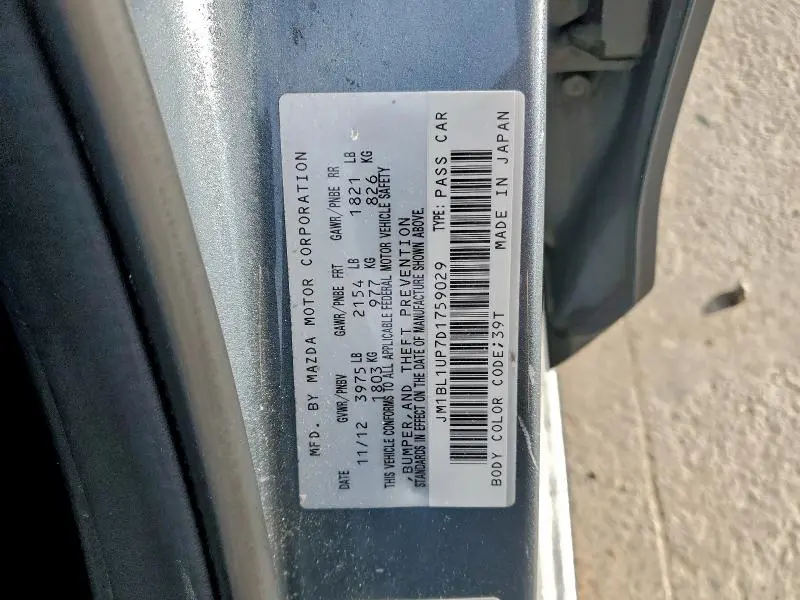 MFD. BY MAZDA MOTOR CORPORATION
DATE GVWR/PNBV GAWR/PNBE FRT GAWR/PNBE RR
11/12 3975 LB 2154 LB 1821 LB
1803 KG 977 KG 826 KG
THIS VEHICLE CONFORMS TO ALL APPLICABLE FEDERAL MOTOR VEHICLE SAFETY
,BUMPER,AND THEFT PREVENTION
STANDARDS IN EFFECT ON THE DATE OF MANUFACTURE SHOWN ABOVE.
JM1BL1UP7D1759029 TYPE: PASS CAR
BODY COLOR CODE;39T MADE IN JAPAN